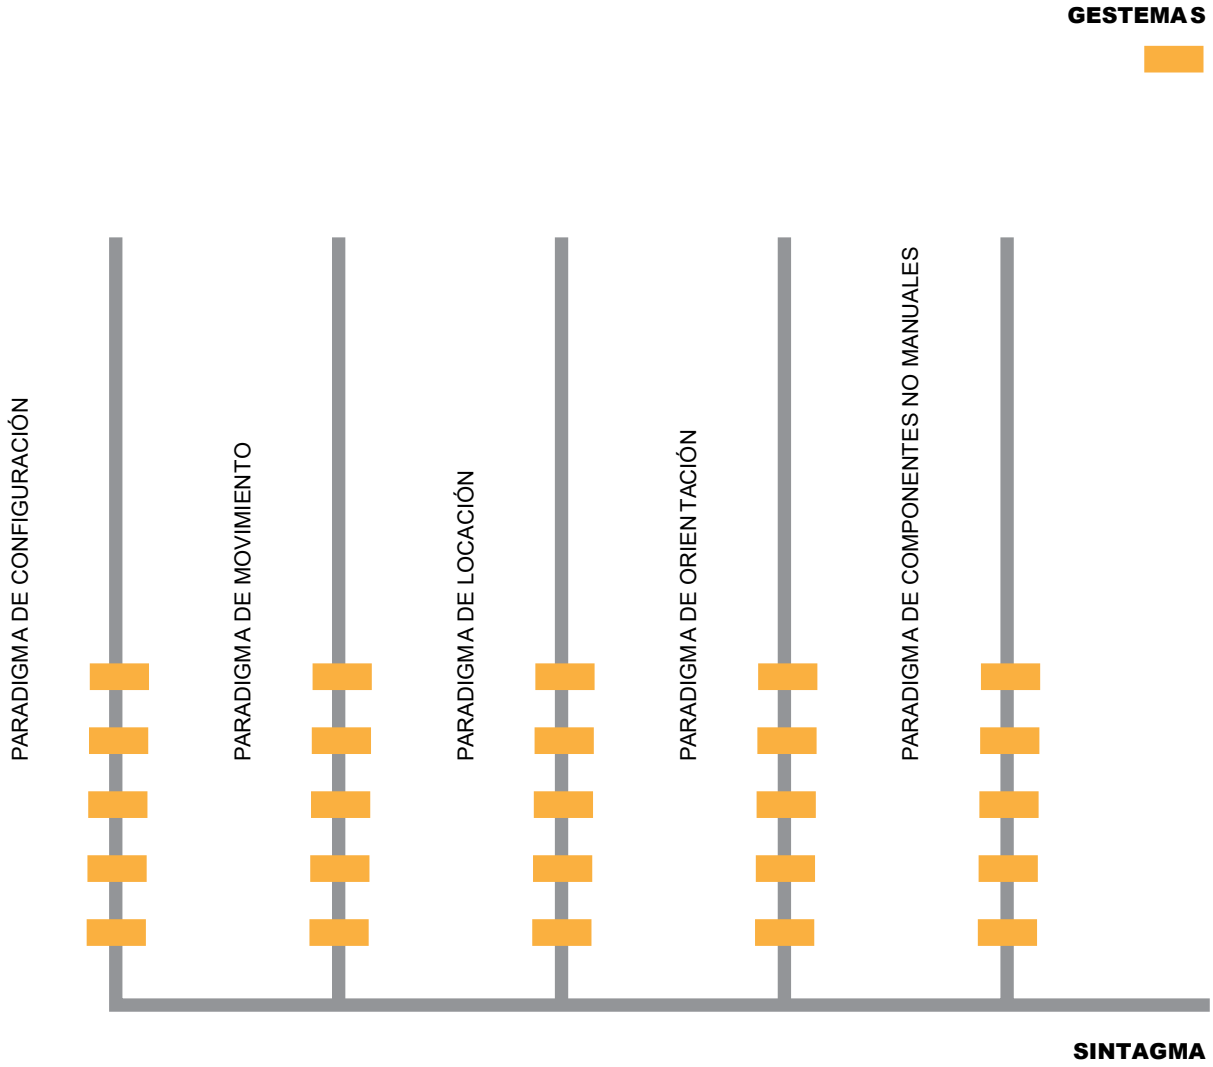 GESTEMAS
PARADIGMA DE CONFIGURACIÓN
PARADIGMA DE MOVIMIENTO
PARADIGMA DE LOCACIÓN
PARADIGMA DE ORIENTACIÓN
PARADIGMA DE COMPONENTES NO MANUALES
SINTAGMA